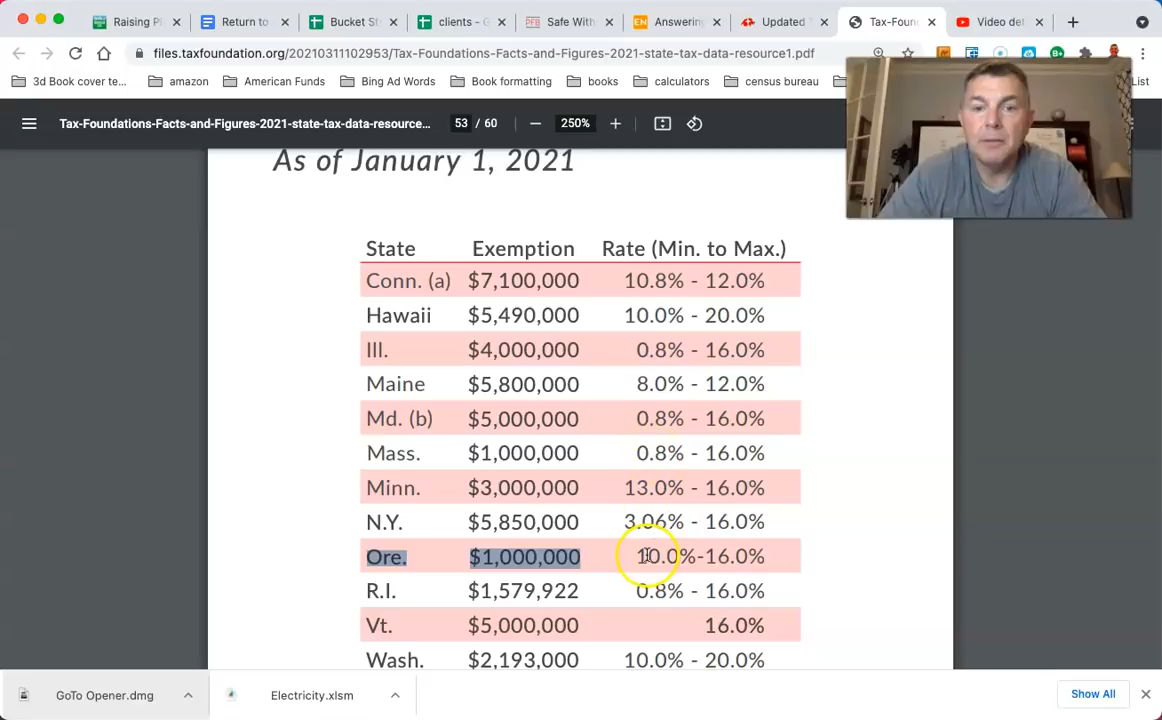 Raising Pl
Return to
Bucket St
clients - G
PFB Safe With
EN Answering
Updated T
Tax-Foun
Video det
files.taxfoundation.org/20210311102953/Tax-Foundations-Facts-and-Figures-2021-state-tax-data-resource1.pdf
3d Book cover te...
amazon
American Funds
Bing Ad Words
Book formatting
books
calculators
census bureau
List
Tax-Foundations-Facts-and-Figures-2021-state-tax-data-resource...
53 / 60
250%
As of January 1, 2021
State Exemption Rate (Min. to Max.)
Conn. (a) $7,100,000 10.8% - 12.0%
Hawaii $5,490,000 10.0% - 20.0%
Ill. $4,000,000 0.8% - 16.0%
Maine $5,800,000 8.0% - 12.0%
Md. (b) $5,000,000 0.8% - 16.0%
Mass. $1,000,000 0.8% - 16.0%
Minn. $3,000,000 13.0% - 16.0%
N.Y. $5,850,000 3.06% - 16.0%
Ore. $1,000,000 10.0%-16.0%
R.I. $1,579,922 0.8% - 16.0%
Vt. $5,000,000 16.0%
Wash. $2,193,000 10.0% - 20.0%
GoTo Opener.dmg
Electricity.xlsm
Show All